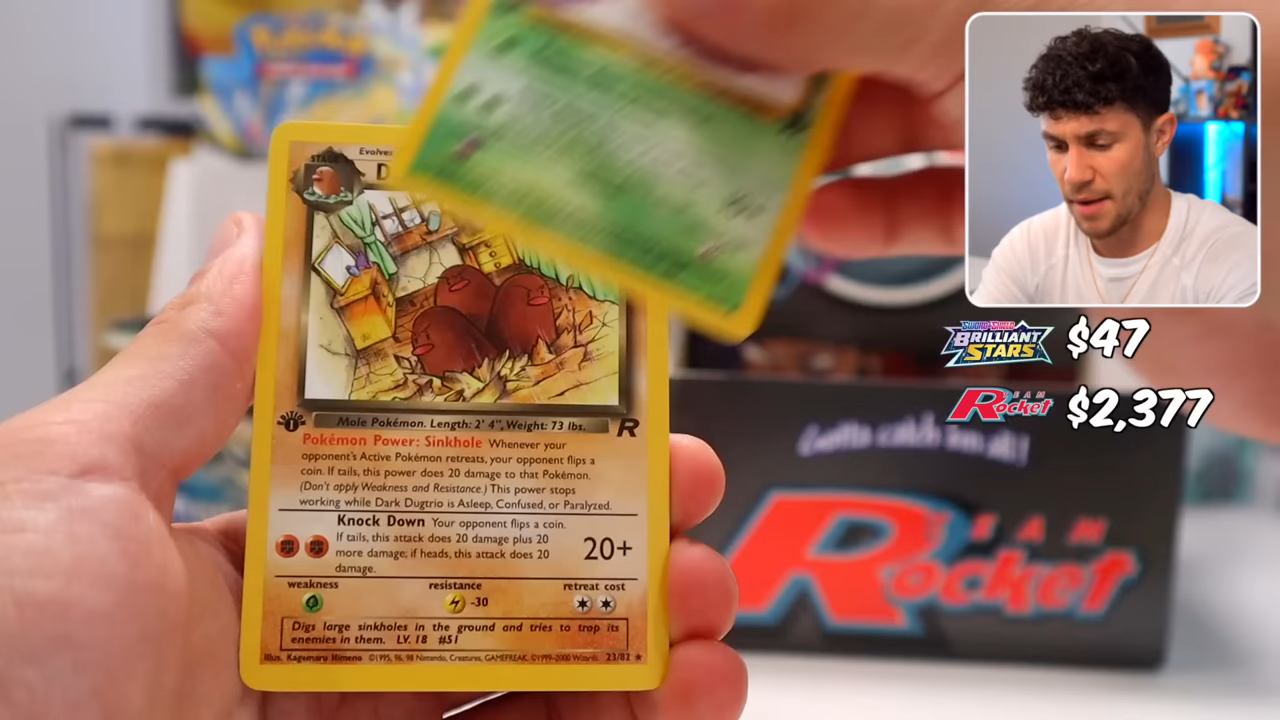 Pokémon
Evolves
STAGE
D
EDITION
1
Mole Pokémon. Length: 2' 4", Weight: 73 lbs.
R
Pokémon Power: Sinkhole Whenever your
opponent's Active Pokémon retreats, your opponent flips a
coin. If tails, this power does 20 damage to that Pokémon.
(Don't apply Weakness and Resistance.) This power stops
working while Dark Dugtrio is Asleep, Confused, or Paralyzed.
Knock Down Your opponent flips a coin.
If tails, this attack does 20 damage plus 20
more damage; if heads, this attack does 20
damage.
20+
weakness resistance retreat cost
-30
Digs large sinkholes in the ground and tries to trap its
enemies in them. LV. 18 #51
Illus. Kagemaru Himeno ©1995, 96, 98 Nintendo, Creatures, GAMEFREAK. ©1999-2000 Wizards. 23/82
SWORD & SHIELD
BRILLIANT
STARS
$47
TEAM
Rocket
$2,377
Gotta catch 'em all!
TEAM
Rocket